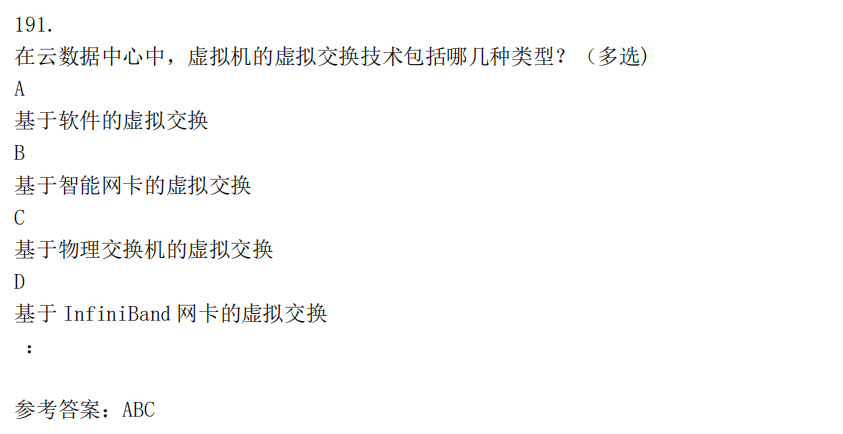 191.
在云数据中心中，虚拟机的虚拟交换技术包括哪几种类型？（多选)
A
基于软件的虚拟交换
B
基于智能网卡的虚拟交换
C
基于物理交换机的虚拟交换
D
基于 InfiniBand 网卡的虚拟交换
：
参考答案：ABC